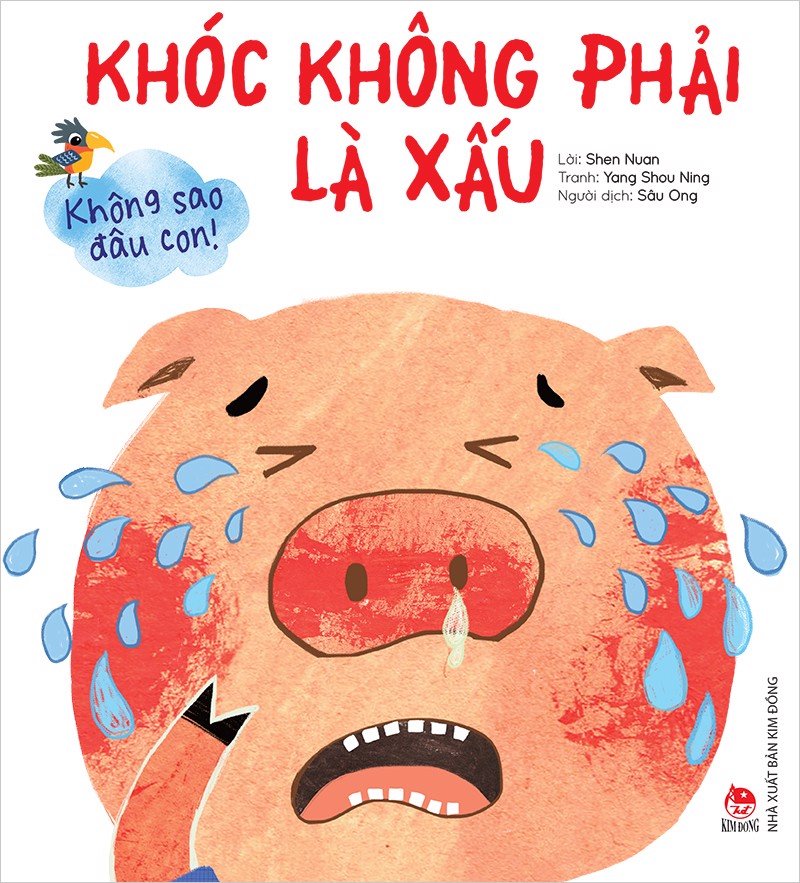 KHÓC KHÔNG PHẢI
LÀ XẤU
Lời: Shen Nuan
Tranh: Yang Shou Ning
Người dịch: Sâu Ong
Không sao
đâu con!
NHÀ XUẤT BẢN KIM ĐỒNG
KIM ĐỒNG